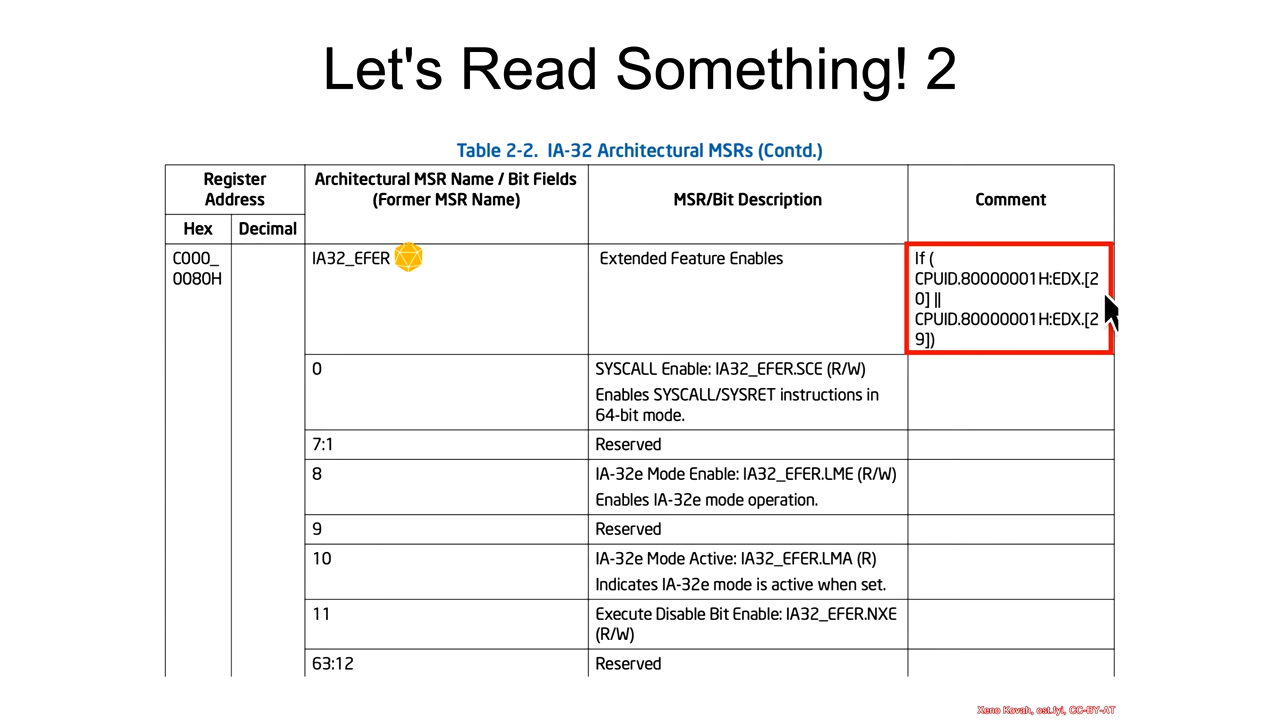 Let's Read Something! 2
Table 2-2. IA-32 Architectural MSRs (Contd.)
Register
Address
Architectural MSR Name / Bit Fields
(Former MSR Name)
MSR/Bit Description
Comment
Hex
Decimal
C000_
0080H
IA32_EFER
Extended Feature Enables
If (
CPUID.80000001H:EDX.[2
0] ||
CPUID.80000001H:EDX.[2
9])
0
SYSCALL Enable: IA32_EFER.SCE (R/W)
Enables SYSCALL/SYSRET instructions in
64-bit mode.
7:1
Reserved
8
IA-32e Mode Enable: IA32_EFER.LME (R/W)
Enables IA-32e mode operation.
9
Reserved
10
IA-32e Mode Active: IA32_EFER.LMA (R)
Indicates IA-32e mode is active when set.
11
Execute Disable Bit Enable: IA32_EFER.NXE
(R/W)
63:12
Reserved
Xeno Kovah, ost.fyi, CC-BY-AT